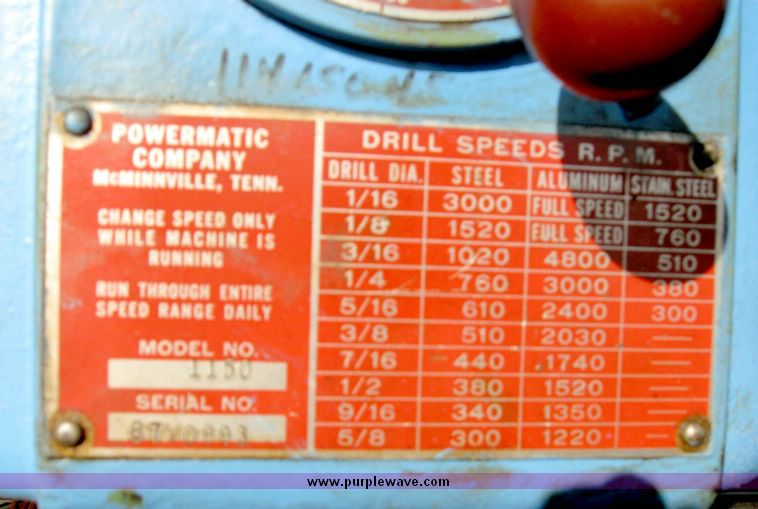 POWERMATIC
COMPANY
McMINNVILLE, TENN.
CHANGE SPEED ONLY
WHILE MACHINE IS
RUNNING
RUN THROUGH ENTIRE
SPEED RANGE DAILY
MODEL NO.
1150
SERIAL NO.
DRILL SPEEDS R.P.M.
DRILL DIA. STEEL ALUMINUM STAIN. STEEL
1/16 3000 FULL SPEED 1520
1/8 1520 FULL SPEED 760
3/16 1020 4800 510
1/4 760 3000 380
5/16 610 2400 300
3/8 510 2030 —
7/16 440 1740 —
1/2 380 1520 —
9/16 340 1350 —
5/8 300 1220 —
www.purplewave.com